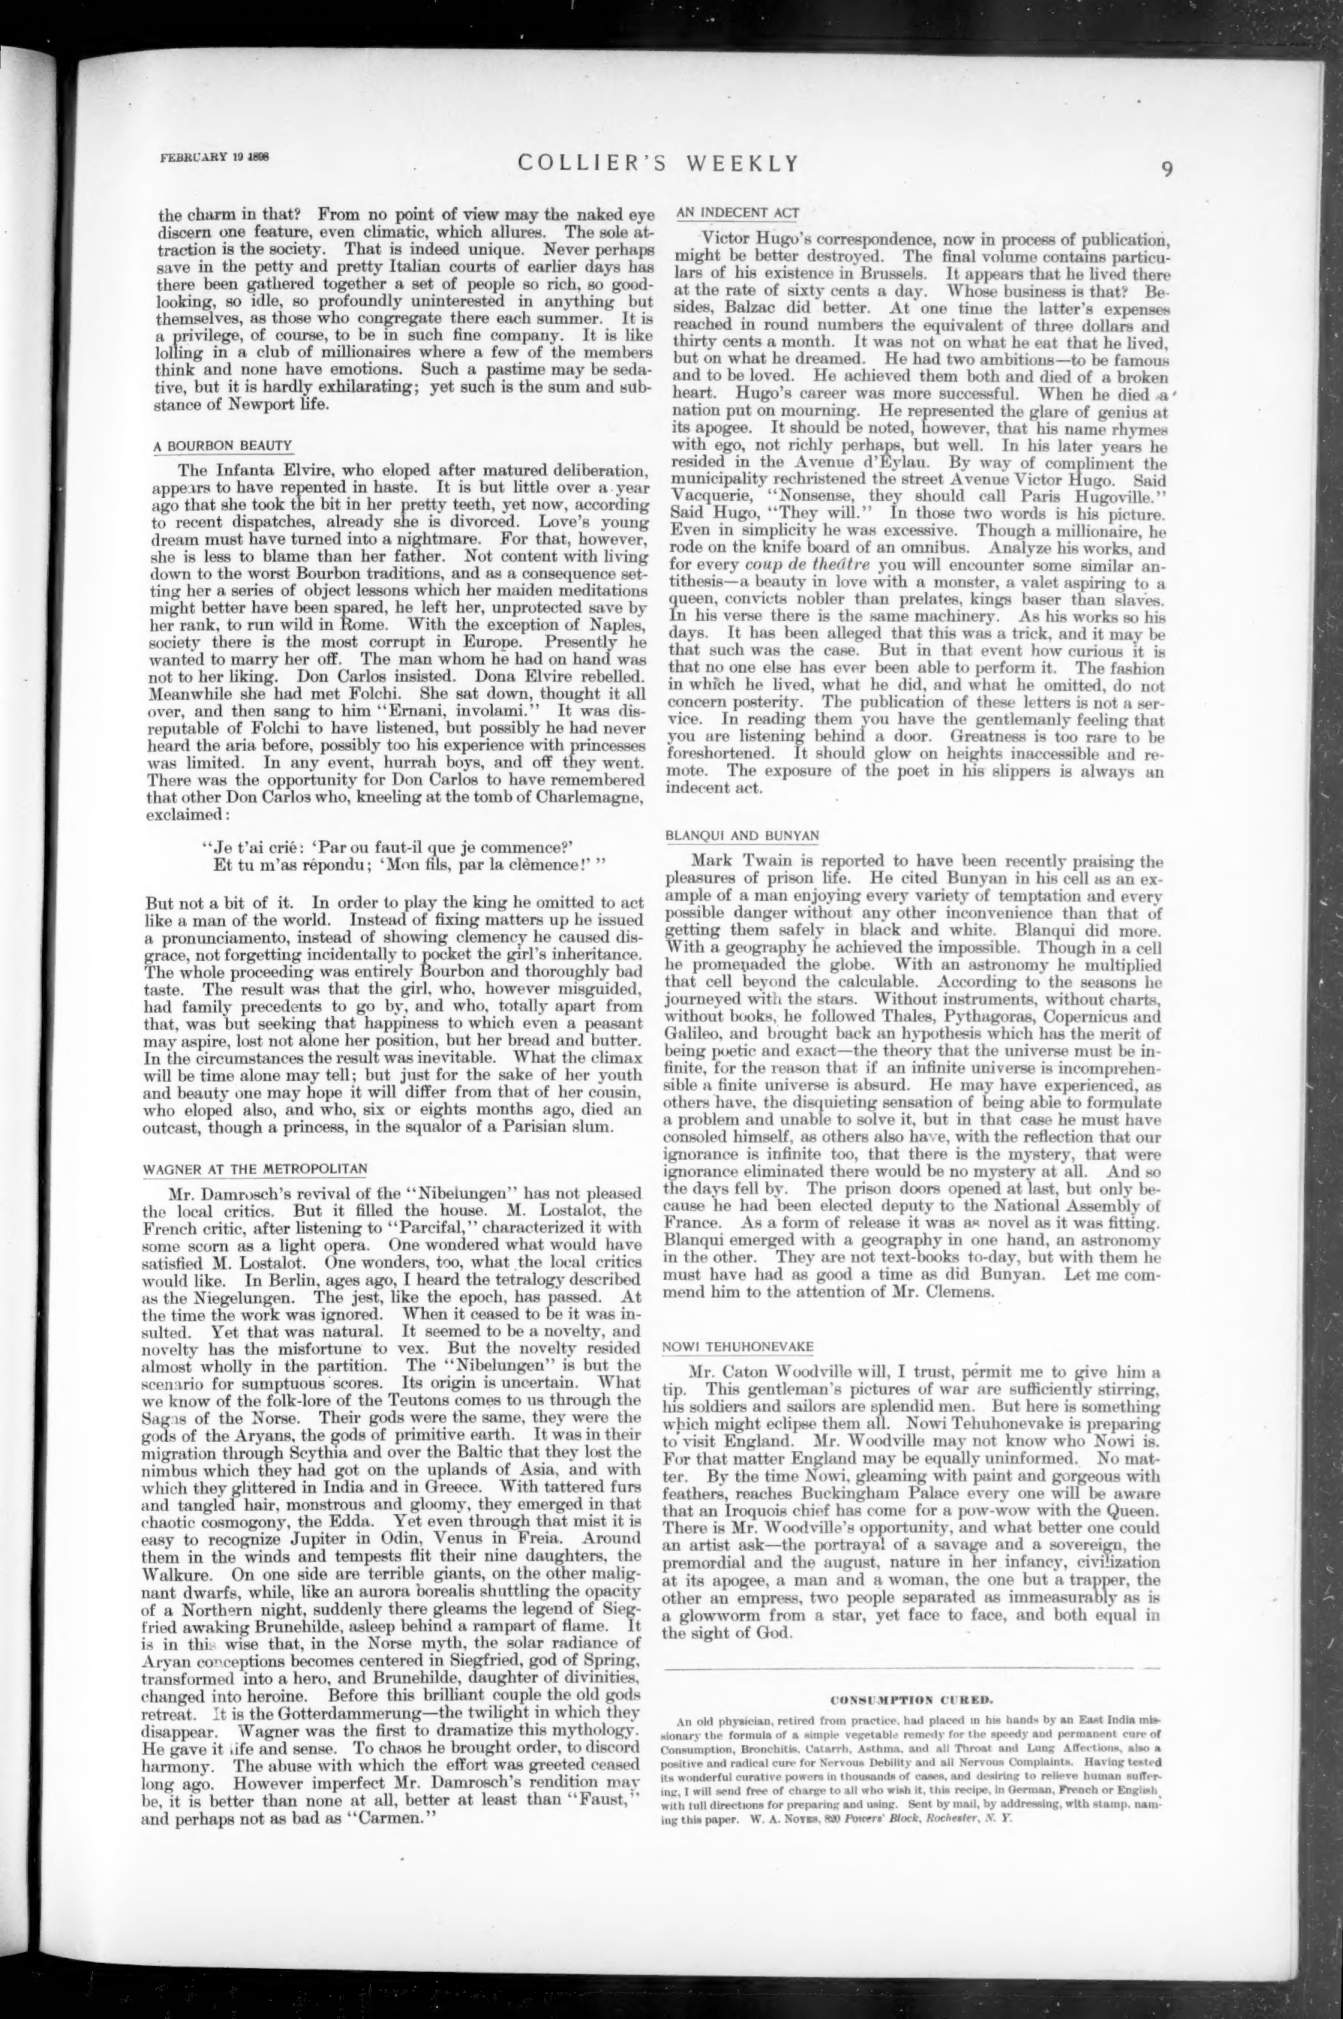 FEBRUARY 19 1898
COLLIER'S WEEKLY
9
the charm in that? From no point of view may the naked eye
discern one feature, even climatic, which allures. The sole at-
traction is the society. That is indeed unique. Never perhaps
save in the petty and pretty Italian courts of earlier days has
there been gathered together a set of people so rich, so good-
looking, so idle, so profoundly uninterested in anything but
themselves, as those who congregate there each summer. It is
a privilege, of course, to be in such fine company. It is like
lolling in a club of millionaires where a few of the members
think and none have emotions. Such a pastime may be seda-
tive, but it is hardly exhilarating; yet such is the sum and sub-
stance of Newport life.
A BOURBON BEAUTY
The Infanta Elvire, who eloped after matured deliberation,
appears to have repented in haste. It is but little over a year
ago that she took the bit in her pretty teeth, yet now, according
to recent dispatches, already she is divorced. Love's young
dream must have turned into a nightmare. For that, however,
she is less to blame than her father. Not content with living
down to the worst Bourbon traditions, and as a consequence set-
ting her a series of object lessons which her maiden meditations
might better have been spared, he left her, unprotected save by
her rank, to run wild in Rome. With the exception of Naples,
society there is the most corrupt in Europe. Presently he
wanted to marry her off. The man whom he had on hand was
not to her liking. Don Carlos insisted. Dona Elvire rebelled.
Meanwhile she had met Folchi. She sat down, thought it all
over, and then sang to him "Ernani, involami." It was dis-
reputable of Folchi to have listened, but possibly he had never
heard the aria before, possibly too his experience with princesses
was limited. In any event, hurrah boys, and off they went.
There was the opportunity for Don Carlos to have remembered
that other Don Carlos who, kneeling at the tomb of Charlemagne,
exclaimed:
"Je t'ai crié: 'Par ou faut-il que je commence?'
Et tu m'as répondu; 'Mon fils, par la clèmence!' "
But not a bit of it. In order to play the king he omitted to act
like a man of the world. Instead of fixing matters up he issued
a pronunciamento, instead of showing clemency he caused dis-
grace, not forgetting incidentally to pocket the girl's inheritance.
The whole proceeding was entirely Bourbon and thoroughly bad
taste. The result was that the girl, who, however misguided,
had family precedents to go by, and who, totally apart from
that, was but seeking that happiness to which even a peasant
may aspire, lost not alone her position, but her bread and butter.
In the circumstances the result was inevitable. What the climax
will be time alone may tell; but just for the sake of her youth
and beauty one may hope it will differ from that of her cousin,
who eloped also, and who, six or eights months ago, died an
outcast, though a princess, in the squalor of a Parisian slum.
WAGNER AT THE METROPOLITAN
Mr. Damrosch's revival of the "Nibelungen" has not pleased
the local critics. But it filled the house. M. Lostalot, the
French critic, after listening to "Parcifal," characterized it with
some scorn as a light opera. One wondered what would have
satisfied M. Lostalot. One wonders, too, what the local critics
would like. In Berlin, ages ago, I heard the tetralogy described
as the Niegelungen. The jest, like the epoch, has passed. At
the time the work was ignored. When it ceased to be it was in-
sulted. Yet that was natural. It seemed to be a novelty, and
novelty has the misfortune to vex. But the novelty resided
almost wholly in the partition. The "Nibelungen" is but the
scenario for sumptuous scores. Its origin is uncertain. What
we know of the folk-lore of the Teutons comes to us through the
Sagas of the Norse. Their gods were the same, they were the
gods of the Aryans, the gods of primitive earth. It was in their
migration through Scythia and over the Baltic that they lost the
nimbus which they had got on the uplands of Asia, and with
which they glittered in India and in Greece. With tattered furs
and tangled hair, monstrous and gloomy, they emerged in that
chaotic cosmogony, the Edda. Yet even through that mist it is
easy to recognize Jupiter in Odin, Venus in Freia. Around
them in the winds and tempests flit their nine daughters, the
Walkure. On one side are terrible giants, on the other malig-
nant dwarfs, while, like an aurora borealis shuttling the opacity
of a Northern night, suddenly there gleams the legend of Sieg-
fried awaking Brunehilde, asleep behind a rampart of flame. It
is in this wise that, in the Norse myth, the solar radiance of
Aryan conceptions becomes centered in Siegfried, god of Spring,
transformed into a hero, and Brunehilde, daughter of divinities,
changed into heroine. Before this brilliant couple the old gods
retreat. It is the Gotterdammerung—the twilight in which they
disappear. Wagner was the first to dramatize this mythology.
He gave it life and sense. To chaos he brought order, to discord
harmony. The abuse with which the effort was greeted ceased
long ago. However imperfect Mr. Damrosch's rendition may
be, it is better than none at all, better at least than "Faust,"
and perhaps not as bad as "Carmen."
AN INDECENT ACT
Victor Hugo's correspondence, now in process of publication,
might be better destroyed. The final volume contains particu-
lars of his existence in Brussels. It appears that he lived there
at the rate of sixty cents a day. Whose business is that? Be-
sides, Balzac did better. At one time the latter's expenses
reached in round numbers the equivalent of three dollars and
thirty cents a month. It was not on what he eat that he lived,
but on what he dreamed. He had two ambitions—to be famous
and to be loved. He achieved them both and died of a broken
heart. Hugo's career was more successful. When he died a
nation put on mourning. He represented the glare of genius at
its apogee. It should be noted, however, that his name rhymes
with ego, not richly perhaps, but well. In his later years he
resided in the Avenue d'Eylau. By way of compliment the
municipality rechristened the street Avenue Victor Hugo. Said
Vacquerie, "Nonsense, they should call Paris Hugoville."
Said Hugo, "They will." In those two words is his picture.
Even in simplicity he was excessive. Though a millionaire, he
rode on the knife board of an omnibus. Analyze his works, and
for every coup de theátre you will encounter some similar an-
tithesis—a beauty in love with a monster, a valet aspiring to a
queen, convicts nobler than prelates, kings baser than slaves.
In his verse there is the same machinery. As his works so his
days. It has been alleged that this was a trick, and it may be
that such was the case. But in that event how curious it is
that no one else has ever been able to perform it. The fashion
in which he lived, what he did, and what he omitted, do not
concern posterity. The publication of these letters is not a ser-
vice. In reading them you have the gentlemanly feeling that
you are listening behind a door. Greatness is too rare to be
foreshortened. It should glow on heights inaccessible and re-
mote. The exposure of the poet in his slippers is always an
indecent act.
BLANQUI AND BUNYAN
Mark Twain is reported to have been recently praising the
pleasures of prison life. He cited Bunyan in his cell as an ex-
ample of a man enjoying every variety of temptation and every
possible danger without any other inconvenience than that of
getting them safely in black and white. Blanqui did more.
With a geography he achieved the impossible. Though in a cell
he promenaded the globe. With an astronomy he multiplied
that cell beyond the calculable. According to the seasons he
journeyed with the stars. Without instruments, without charts,
without books, he followed Thales, Pythagoras, Copernicus and
Galileo, and brought back an hypothesis which has the merit of
being poetic and exact—the theory that the universe must be in-
finite, for the reason that if an infinite universe is incomprehen-
sible a finite universe is absurd. He may have experienced, as
others have, the disquieting sensation of being able to formulate
a problem and unable to solve it, but in that case he must have
consoled himself, as others also have, with the reflection that our
ignorance is infinite too, that there is the mystery, that were
ignorance eliminated there would be no mystery at all. And so
the days fell by. The prison doors opened at last, but only be-
cause he had been elected deputy to the National Assembly of
France. As a form of release it was as novel as it was fitting.
Blanqui emerged with a geography in one hand, an astronomy
in the other. They are not text-books to-day, but with them he
must have had as good a time as did Bunyan. Let me com-
mend him to the attention of Mr. Clemens.
NOWI TEHUHONEVAKE
Mr. Caton Woodville will, I trust, permit me to give him a
tip. This gentleman's pictures of war are sufficiently stirring,
his soldiers and sailors are splendid men. But here is something
which might eclipse them all. Nowi Tehuhonevake is preparing
to visit England. Mr. Woodville may not know who Nowi is.
For that matter England may be equally uninformed. No mat-
ter. By the time Nowi, gleaming with paint and gorgeous with
feathers, reaches Buckingham Palace every one will be aware
that an Iroquois chief has come for a pow-wow with the Queen.
There is Mr. Woodville's opportunity, and what better one could
an artist ask—the portrayal of a savage and a sovereign, the
premordial and the august, nature in her infancy, civilization
at its apogee, a man and a woman, the one but a trapper, the
other an empress, two people separated as immeasurably as is
a glowworm from a star, yet face to face, and both equal in
the sight of God.
CONSUMPTION CURED.
An old physician, retired from practice, had placed in his hands by an East India mis-
sionary the formula of a simple vegetable remedy for the speedy and permanent cure of
Consumption, Bronchitis, Catarrh, Asthma, and all Throat and Lung Affections, also a
positive and radical cure for Nervous Debility and all Nervous Complaints. Having tested
its wonderful curative powers in thousands of cases, and desiring to relieve human suffer-
ing, I will send free of charge to all who wish it, this recipe, in German, French or English,
with full directions for preparing and using. Sent by mail, by addressing, with stamp, nam-
ing this paper. W. A. NOYES, 820 Powers' Block, Rochester, N. Y.